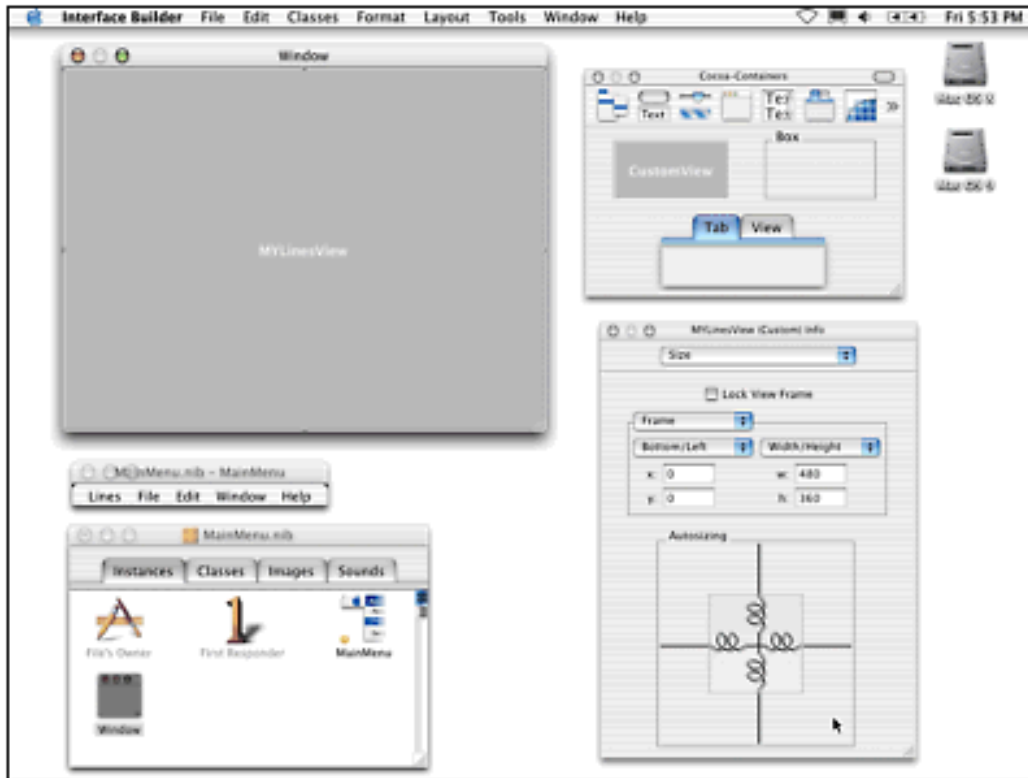 Interface Builder File Edit Classes Format Layout Tools Window Help Fri 5:53 PM
Window
MYLinesView
Cocoa-Containers
Text
Box
CustomView
Tab View
MYLinesView (Custom) Info
Size
Lock View Frame
Frame
Bottom/Left Width/Height
x: 0 w: 480
y: 0 h: 360
Autosizing
MainMenu.nib - MainMenu
Lines File Edit Window Help
MainMenu.nib
Instances Classes Images Sounds
File's Owner First Responder MainMenu
Window